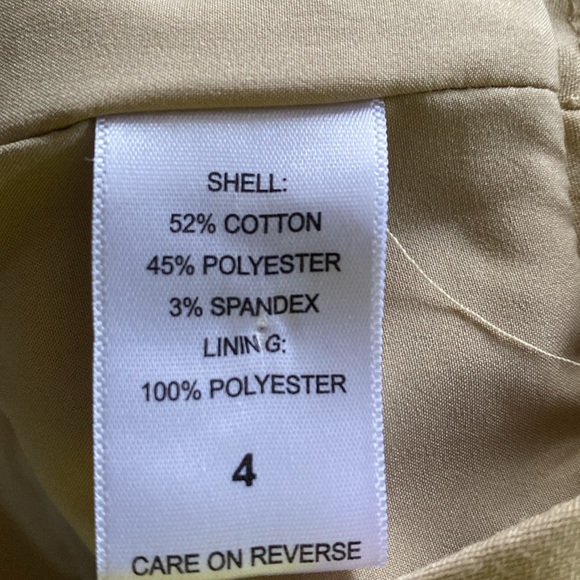 SHELL:
52% COTTON
45% POLYESTER
3% SPANDEX
LINING:
100% POLYESTER
4
CARE ON REVERSE